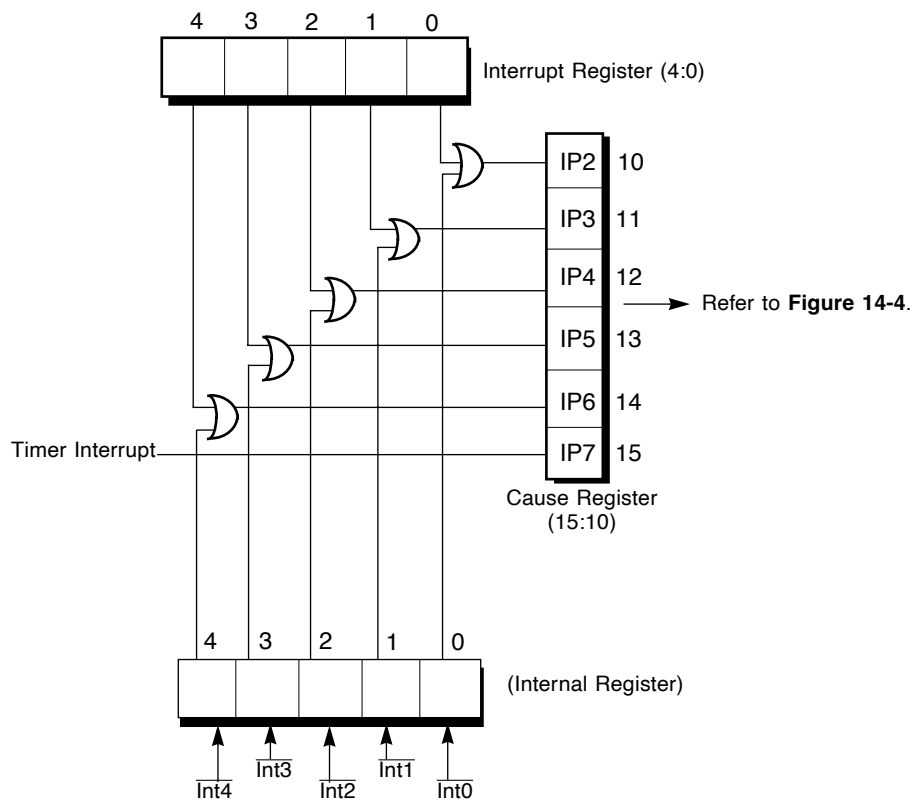 4 3 2 1 0
Interrupt Register (4:0)
IP2 10
IP3 11
IP4 12
Refer to Figure 14-4.
IP5 13
IP6 14
Timer Interrupt
IP7 15
Cause Register
(15:10)
4 3 2 1 0
(Internal Register)
Int4 Int3 Int2 Int1 Int0